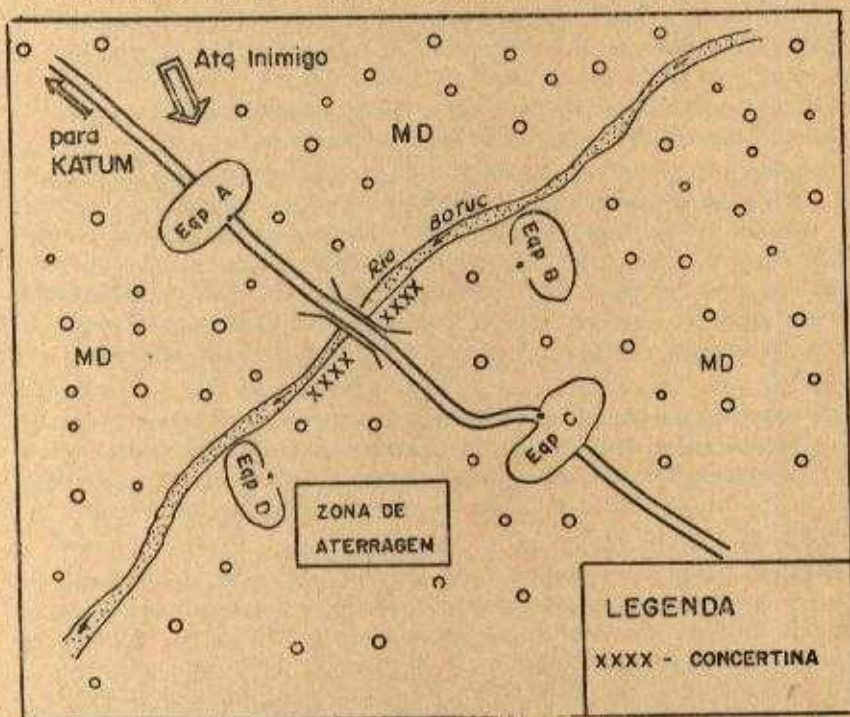 Atq Inimigo
para
KATUM
MD
Eqp A
RIO BOTUC
Eqp B
XXXX
MD
XXXX
MD
Eqp C
Eqp D
ZONA DE
ATERRAGEM
LEGENDA
XXXX - CONCERTINA